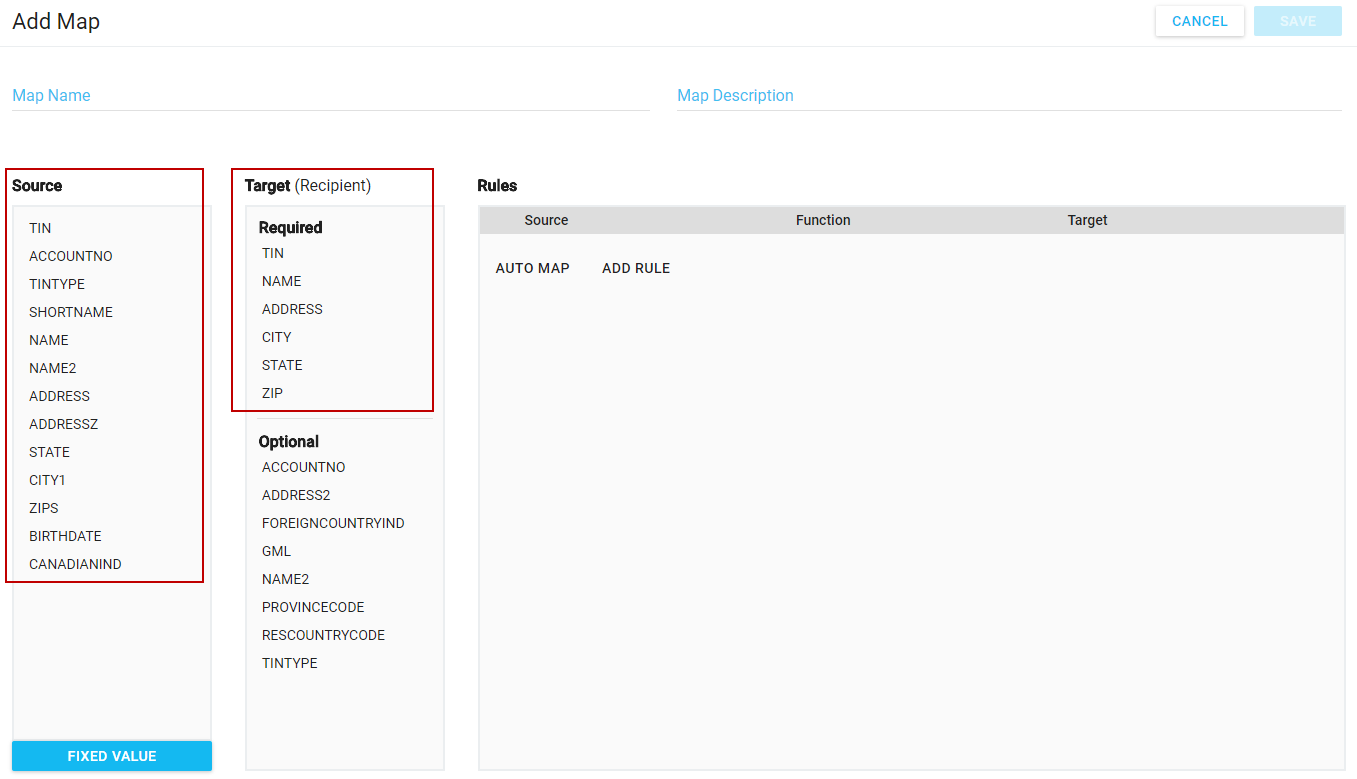 Add Map
CANCEL
SAVE
Map Name
Map Description
Source
TIN
ACCOUNTNO
TINTYPE
SHORTNAME
NAME
NAME2
ADDRESS
ADDRESSZ
STATE
CITY1
ZIPS
BIRTHDATE
CANADIANIND
FIXED VALUE
Target (Recipient)
Required
TIN
NAME
ADDRESS
CITY
STATE
ZIP
Optional
ACCOUNTNO
ADDRESS2
FOREIGNCOUNTRYIND
GML
NAME2
PROVINCECODE
RESCOUNTRYCODE
TINTYPE
Rules
Source Function Target
AUTO MAP ADD RULE